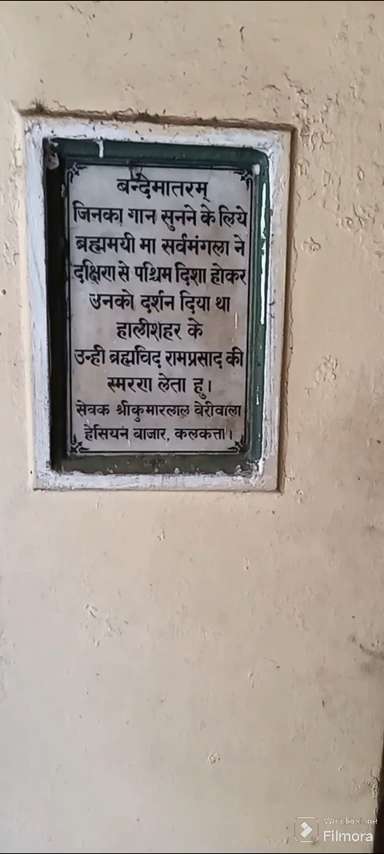 बन्देमातरम्
जिनका गान सुनने के लिये
ब्रह्ममयी मा सर्वमंगला ने
दक्षिण से पश्चिम दिशा होकर
उनको दर्शन दिया था
हालीशहर के
उन्ही ब्रह्मविद रामप्रसाद की
स्मरण लेता हु।
सेवक श्रीकुमारलाल वेरीवाला
हेसियन बाजार, कलकत्ता।
Wondershare
Filmora